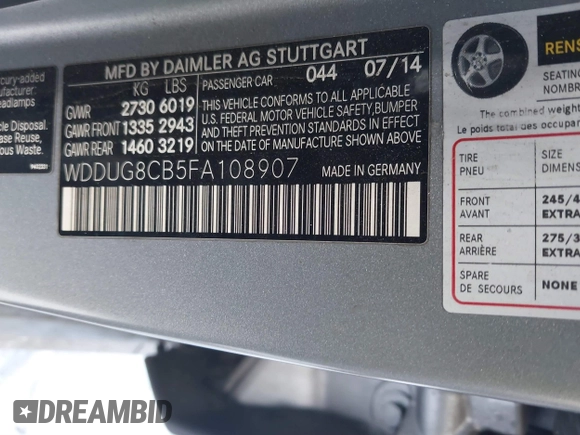 rcury-added
headlamps
e Disposal.
ease Reuse,
ous Waste.
MFD BY DAIMLER AG STUTTGART
KG LBS
PASSENGER CAR 044 07/14
GVWR 2730 6019
GAWR FRONT 1335 2943
GAWR REAR 1460 3219
THIS VEHICLE CONFORMS TO ALL APPLICABLE
U.S. FEDERAL MOTOR VEHICLE SAFETY,BUMPER
AND THEFT PREVENTION STANDARDS IN EFFECT
ON THE DATE OF MANUFACTURE SHOWN ABOVE
WDDUG8CB5FA108907 MADE IN GERMANY
RENS
SEATING
NOMBR
The combined weight
Le poids total des
TIRE
PNEU
SIZE
DIMENS
FRONT
AVANT
245/4
EXTRA
REAR
ARRIÈRE
275/3
EXTRA
SPARE
DE SECOURS
NONE
DREAMBID